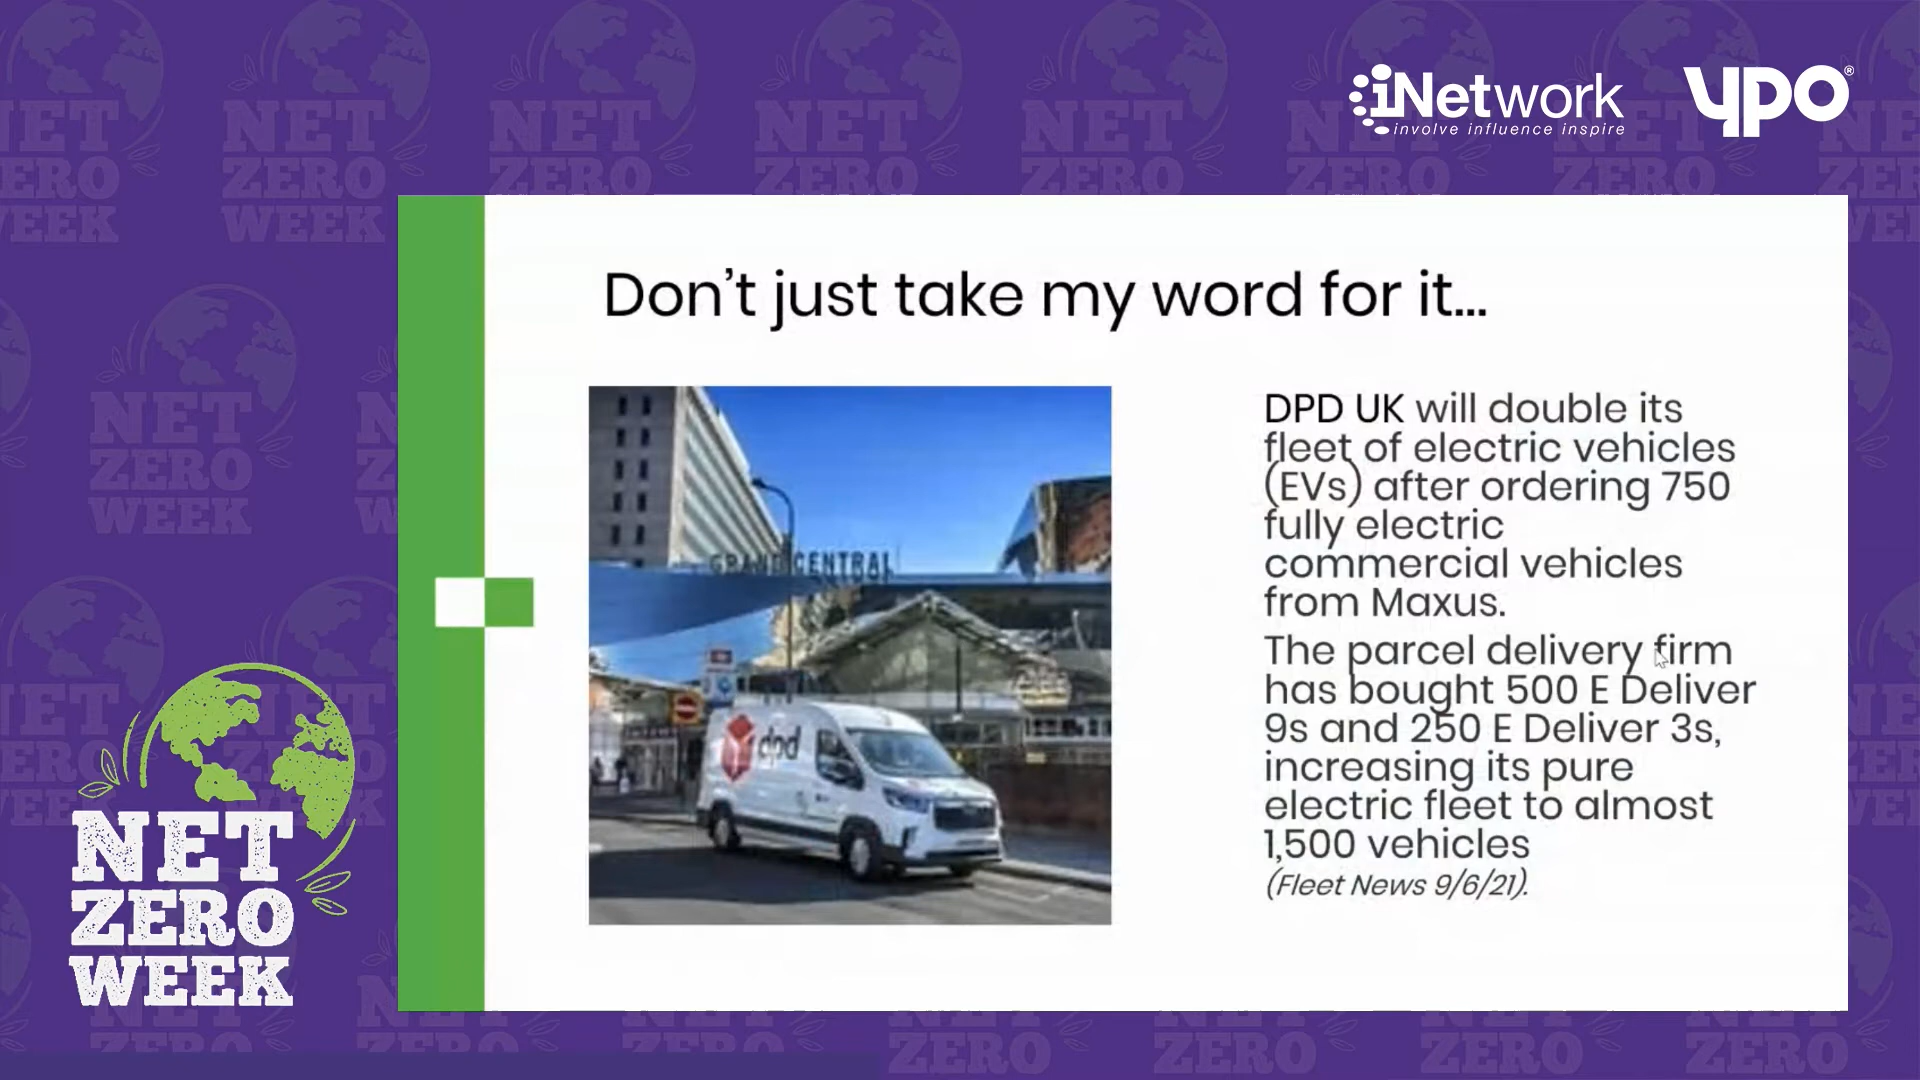 iNetwork
involve influence inspire
ypo®
Don't just take my word for it...
GRAND CENTRAL
dpd
DPD UK will double its
fleet of electric vehicles
(EVs) after ordering 750
fully electric
commercial vehicles
from Maxus.
The parcel delivery firm
has bought 500 E Deliver
9s and 250 E Deliver 3s,
increasing its pure
electric fleet to almost
1,500 vehicles
(Fleet News 9/6/21).
NET
ZERO
WEEK